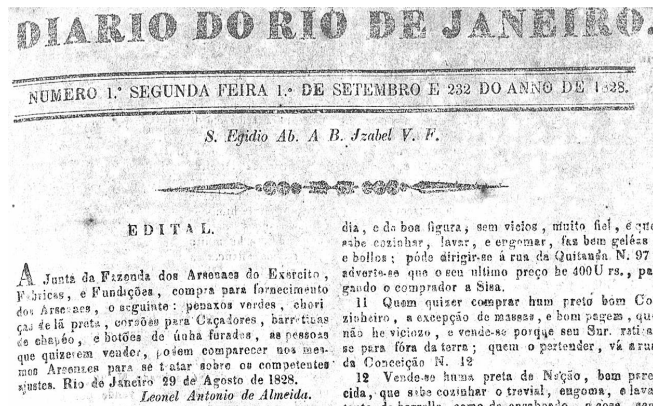 DIARIO DO RIO DE JANEIRO.
NUMERO 1.º SEGUNDA FEIRA 1.º DE SETEMBRO E 232 DO ANNO DE 1828.
S. Egidio Ab. A B. Izabel V. F.
EDITAL.
A Junta da Fazenda dos Arsenaes do Exercito,
Fabricas, e Fundições, compra para fornecimento
dos Arsenaes, o seguinte: penaxos verdes, chori
ças de lã preta, corsões para Caçadores, barretinas
de chapéo, e botões de unha furados, as pessoas
que quizerem vender, podem comparecer nos mes-
mos Arsenaes para se tratar sobre os competentes
ajustes. Rio de Janeiro 29 de Agosto de 1828.
Leonel Antonio de Almeida.
dia, e de boa figura, sem vicios, muito fiel, e que
sabe cozinhar, lavar, e engomar, faz bem geléas
e bollos; póde dirigir-se á rua da Quitanda N. 97
adverte-se que o seu ultimo preço he 400U rs., pa
gando o comprador a Sisa.
11 Quem quizer comprar hum preto bom Co
zinheiro, a excepção de massas, e bom pagem, que
não he viciozo, e vende-se porque seu Snr. retira
se para fóra da terra; quem o pertender, vá a rua
da Conceição N. 12
12 Vende-se huma preta de Nação, bem pare
cida, que sabe cozinhar o trevial, engoma, e lava